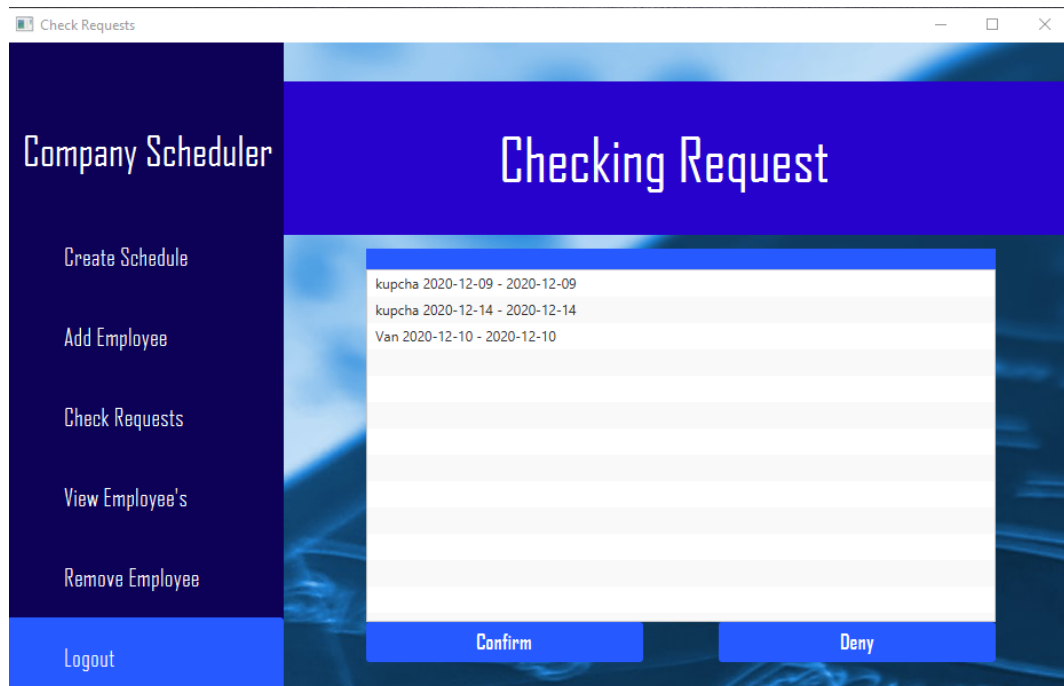 Check Requests
Company Scheduler
Create Schedule
Add Employee
Check Requests
View Employee's
Remove Employee
Logout
Checking Request
kupcha 2020-12-09 - 2020-12-09
kupcha 2020-12-14 - 2020-12-14
Van 2020-12-10 - 2020-12-10
Confirm
Deny